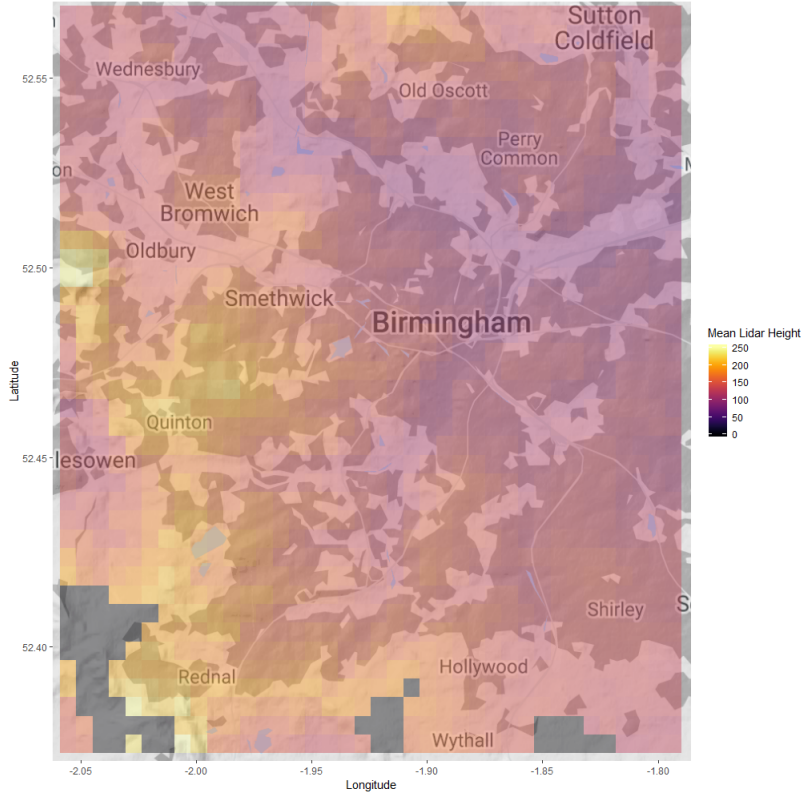 Sutton
Coldfield
Wednesbury
Old Oscott
Perry
Common
on
West
Bromwich
Oldbury
Smethwick
Birmingham
Quinton
lesowen
Shirley
S
Hollywood
Rednal
Wythall
52.55
52.50
52.45
52.40
Latitude
-2.05
-2.00
-1.95
-1.90
-1.85
-1.80
Longitude
Mean Lidar Height
250
200
150
100
50
0